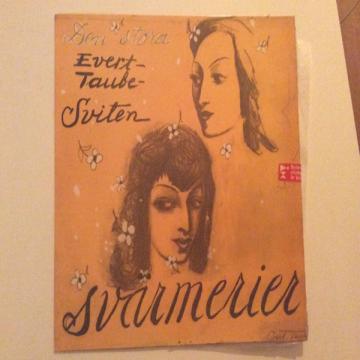 Den stora
Evert-
Taube-
Sviten
svärmerier